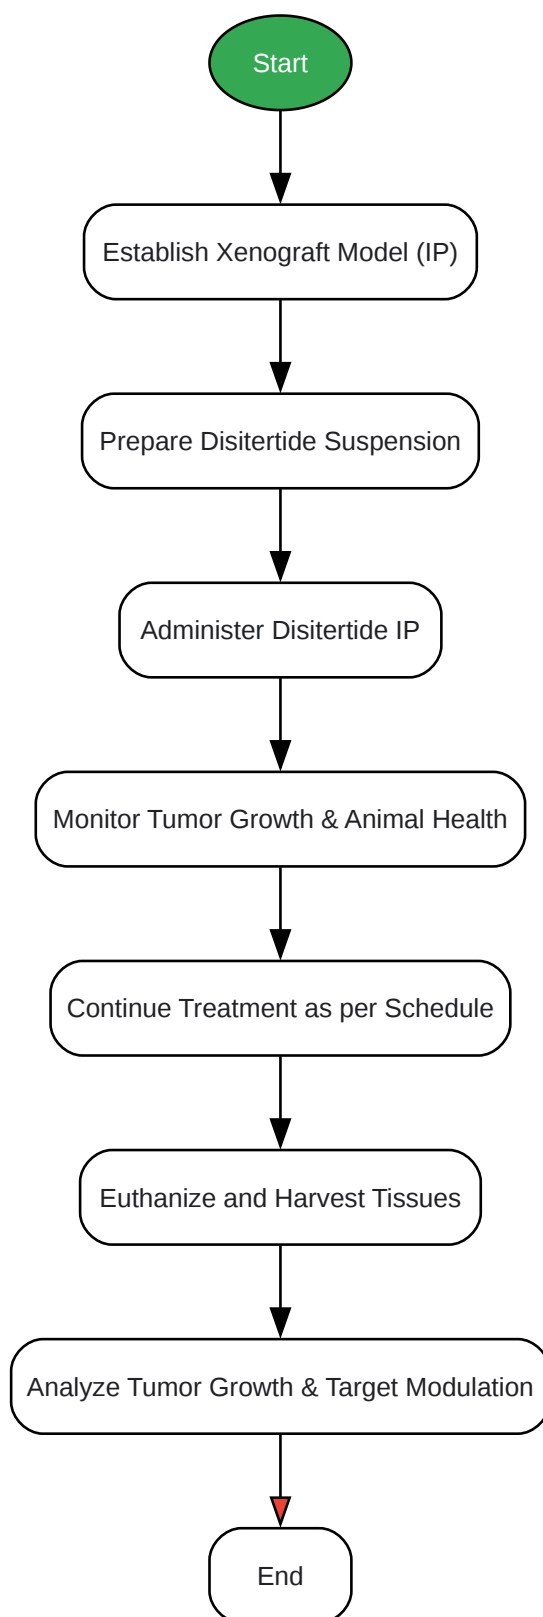 Start
Establish Xenograft Model (IP)
Prepare Disitertide Suspension
Administer Disitertide IP
Monitor Tumor Growth & Animal Health
Continue Treatment as per Schedule
Euthanize and Harvest Tissues
Analyze Tumor Growth & Target Modulation
End